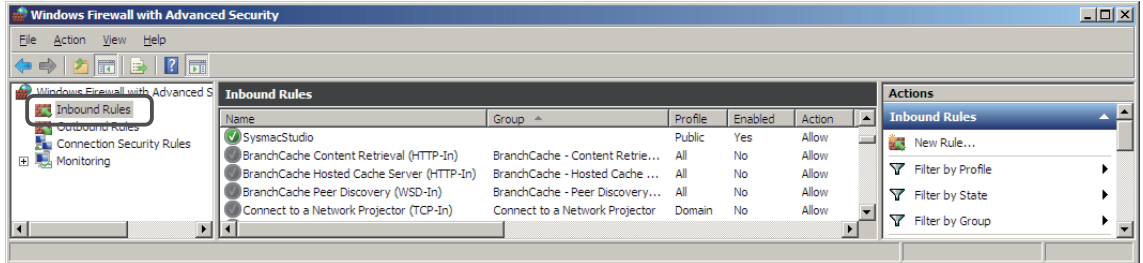 Windows Firewall with Advanced Security
File Action View Help
Windows Firewall with Advanced S
Inbound Rules
Outbound Rules
Connection Security Rules
Monitoring
Inbound Rules
Name Group Profile Enabled Action
SysmacStudio Public Yes Allow
BranchCache Content Retrieval (HTTP-In) BranchCache - Content Retrie... All No Allow
BranchCache Hosted Cache Server (HTTP-In) BranchCache - Hosted Cache ... All No Allow
BranchCache Peer Discovery (WSD-In) BranchCache - Peer Discovery... All No Allow
Connect to a Network Projector (TCP-In) Connect to a Network Projector Domain No Allow
Actions
Inbound Rules
New Rule...
Filter by Profile
Filter by State
Filter by Group